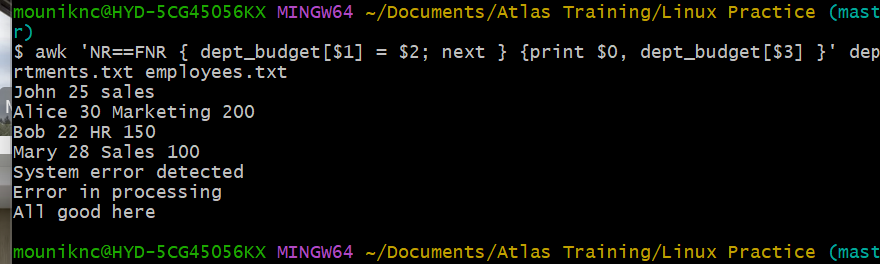 mouniknc@HYD-5CG45056KX MINGW64 ~/Documents/Atlas Training/Linux Practice (mast
r)
$ awk 'NR==FNR { dept_budget[$1] = $2; next } {print $0, dept_budget[$3] }' dep
rtments.txt employees.txt
John 25 sales
Alice 30 Marketing 200
Bob 22 HR 150
Mary 28 Sales 100
System error detected
Error in processing
All good here
mouniknc@HYD-5CG45056KX MINGW64 ~/Documents/Atlas Training/Linux Practice (mast